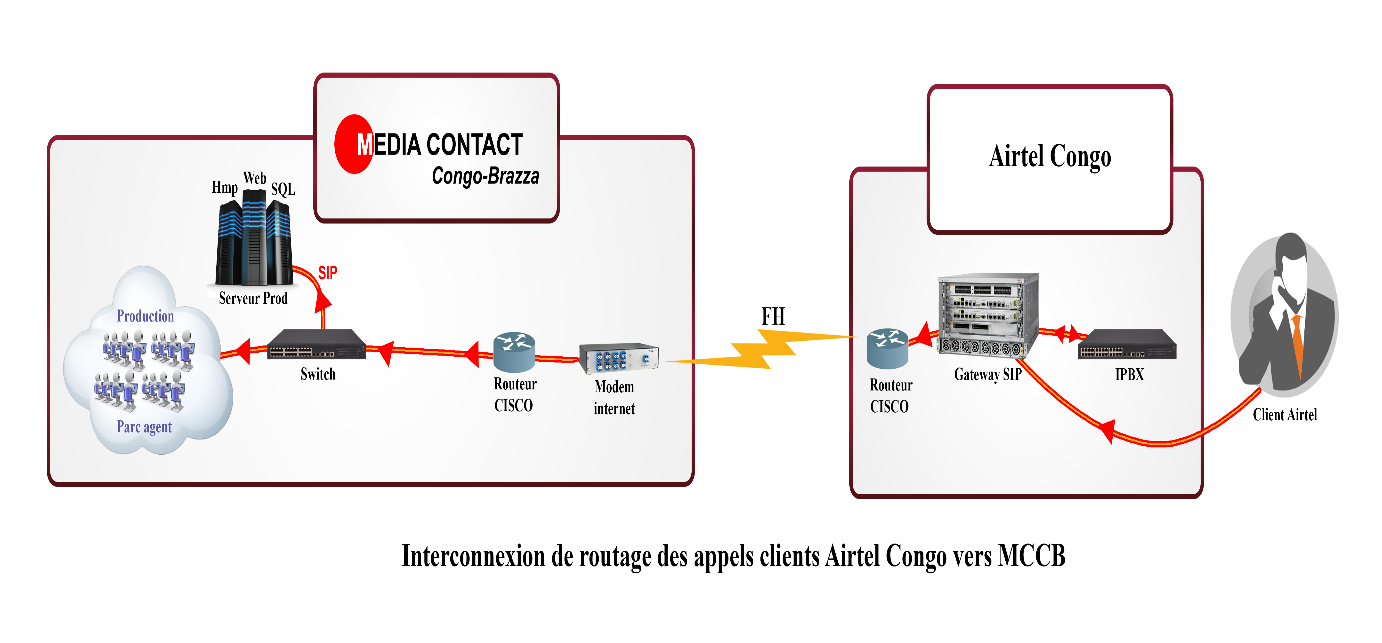 MEDIA CONTACT
Congo-Brazza
Hmp Web SQL
Serveur Prod
SIP
Production
Parc agent
Switch
Routeur
CISCO
Modem
internet
FH
Airtel Congo
Routeur
CISCO
Gateway SIP
IPBX
Client Airtel
Interconnexion de routage des appels clients Airtel Congo vers MCCB